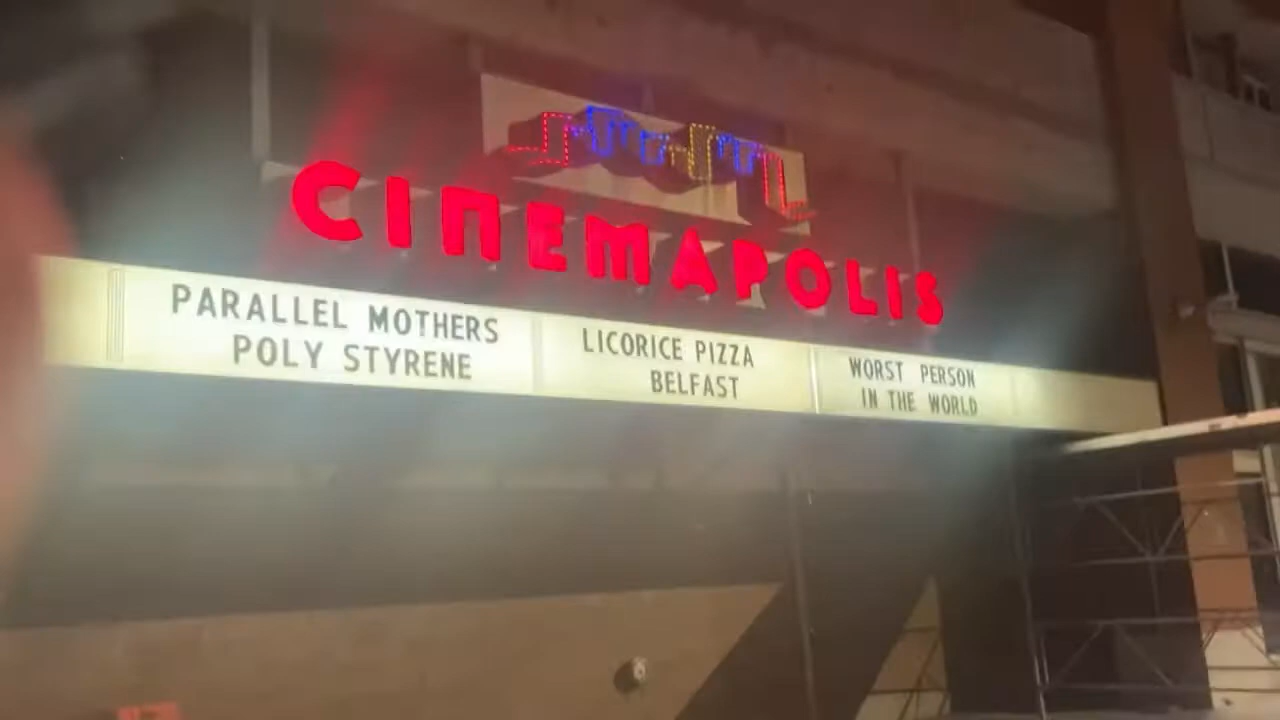 CINEMAPOLIS
PARALLEL MOTHERS
POLY STYRENE
LICORICE PIZZA
BELFAST
WORST PERSON
IN THE WORLD